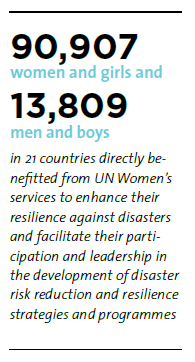 90,907
women and girls and
13,809
men and boys
in 21 countries directly be-
nefitted from UN Women’s
services to enhance their
resilience against disasters
and facilitate their parti-
cipation and leadership in
the development of disaster
risk reduction and resilience
strategies and programmes